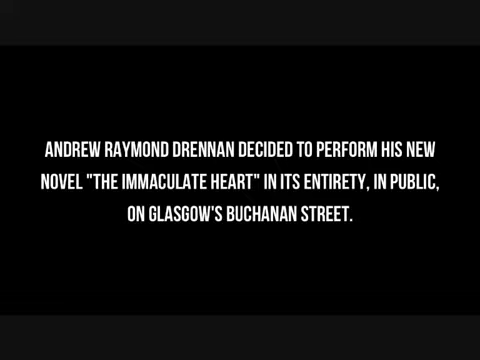 ANDREW RAYMOND DRENNAN DECIDED TO PERFORM HIS NEW
NOVEL "THE IMMACULATE HEART" IN ITS ENTIRETY, IN PUBLIC,
ON GLASGOW'S BUCHANAN STREET.